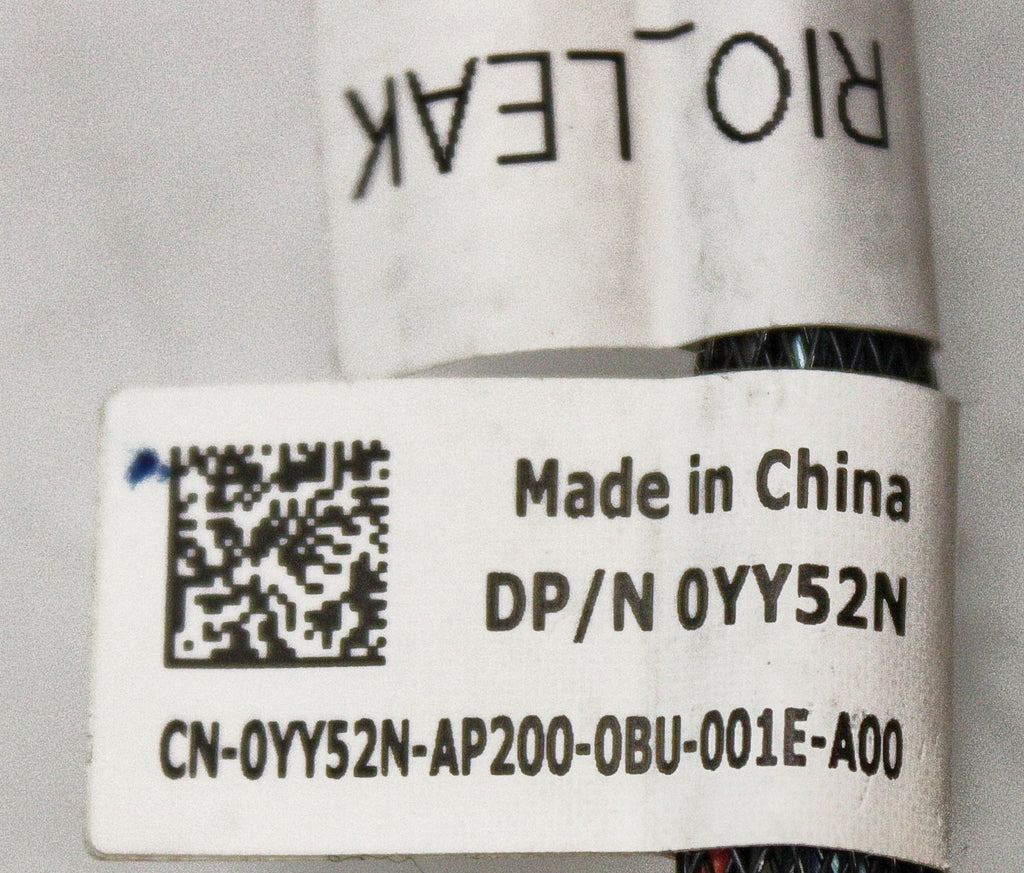 RIO_LEAK
Made in China
DP/N 0YY52N
CN-0YY52N-AP200-0BU-001E-A00